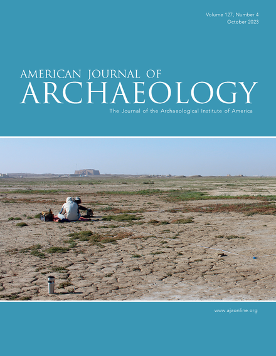 Volume 127, Number 4
October 2023
AMERICAN JOURNAL OF
ARCHAEOLOGY
The Journal of the Archaeological Institute of America
www.ajaonline.org